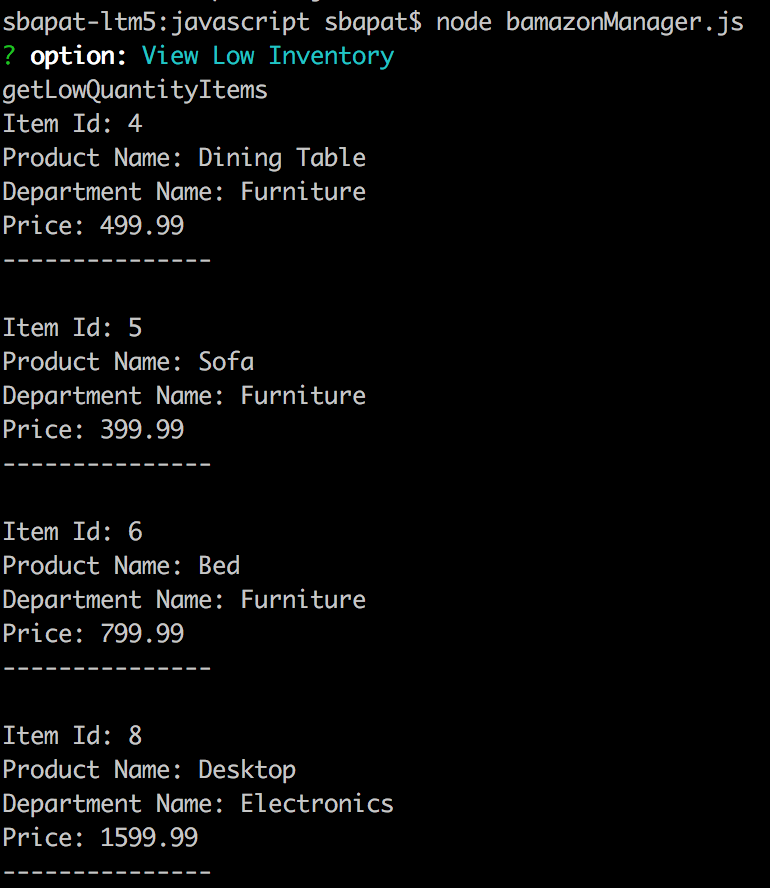 sbapat-ltm5:javascript sbapat$ node bamazonManager.js
? option: View Low Inventory
getLowQuantityItems
Item Id: 4
Product Name: Dining Table
Department Name: Furniture
Price: 499.99
---------------
Item Id: 5
Product Name: Sofa
Department Name: Furniture
Price: 399.99
---------------
Item Id: 6
Product Name: Bed
Department Name: Furniture
Price: 799.99
---------------
Item Id: 8
Product Name: Desktop
Department Name: Electronics
Price: 1599.99
---------------